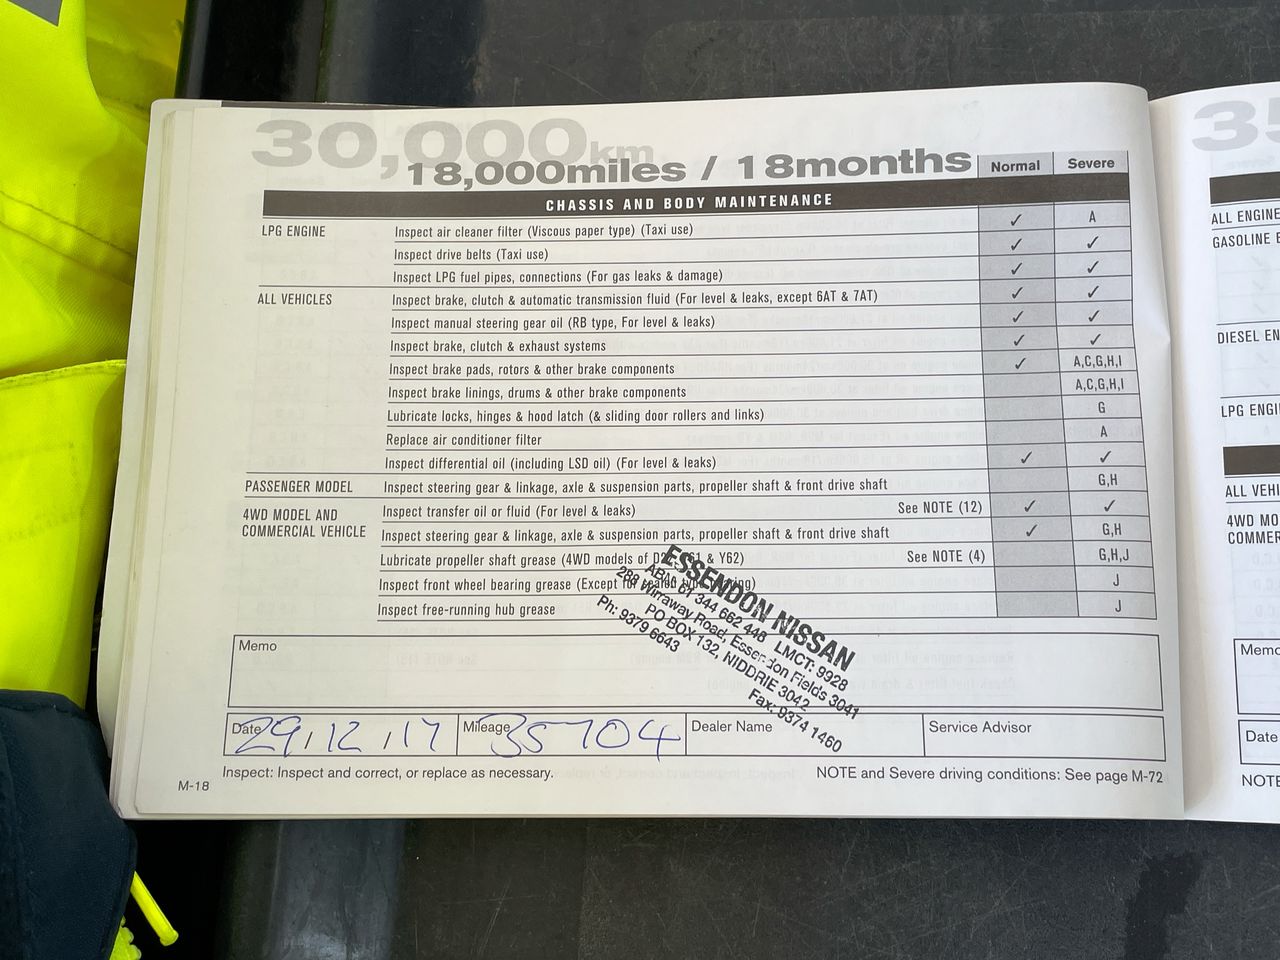 30,000km
18,000miles / 18months
Normal Severe
CHASSIS AND BODY MAINTENANCE
LPG ENGINE Inspect air cleaner filter (Viscous paper type) (Taxi use) ✓ A
Inspect drive belts (Taxi use) ✓ ✓
Inspect LPG fuel pipes, connections (For gas leaks & damage) ✓ ✓
ALL VEHICLES Inspect brake, clutch & automatic transmission fluid (For level & leaks, except 6AT & 7AT) ✓ ✓
Inspect manual steering gear oil (RB type, For level & leaks) ✓ ✓
Inspect brake, clutch & exhaust systems ✓ ✓
Inspect brake pads, rotors & other brake components ✓ A,C,G,H,I
Inspect brake linings, drums & other brake components A,C,G,H,I
Lubricate locks, hinges & hood latch (& sliding door rollers and links) G
Replace air conditioner filter A
Inspect differential oil (including LSD oil) (For level & leaks) ✓ ✓
PASSENGER MODEL Inspect steering gear & linkage, axle & suspension parts, propeller shaft & front drive shaft G,H
4WD MODEL AND COMMERCIAL VEHICLE Inspect transfer oil or fluid (For level & leaks) See NOTE (12) ✓ ✓
Inspect steering gear & linkage, axle & suspension parts, propeller shaft & front drive shaft ✓ G,H
Lubricate propeller shaft grease (4WD models of & Y62) See NOTE (4) G,H,J
Inspect front wheel bearing grease (Except for J
Inspect free-running hub grease J
ESSENDON NISSAN
ABN 61 344 662 448 LMCT: 9928
288 Wirraway Road, Essendon Fields 3041
PO BOX 132, NIDDRIE 3042
Ph: 9379 6643 Fax: 9374 1460
Memo
Date 29,12,17 Mileage 35704 Dealer Name Service Advisor
Inspect: Inspect and correct, or replace as necessary. NOTE and Severe driving conditions: See page M-72
M-18
35
ALL ENGINE
GASOLINE E
DIESEL EN
LPG ENGI
ALL VEHI
4WD MO
COMMER
Memo
Date
NOTE